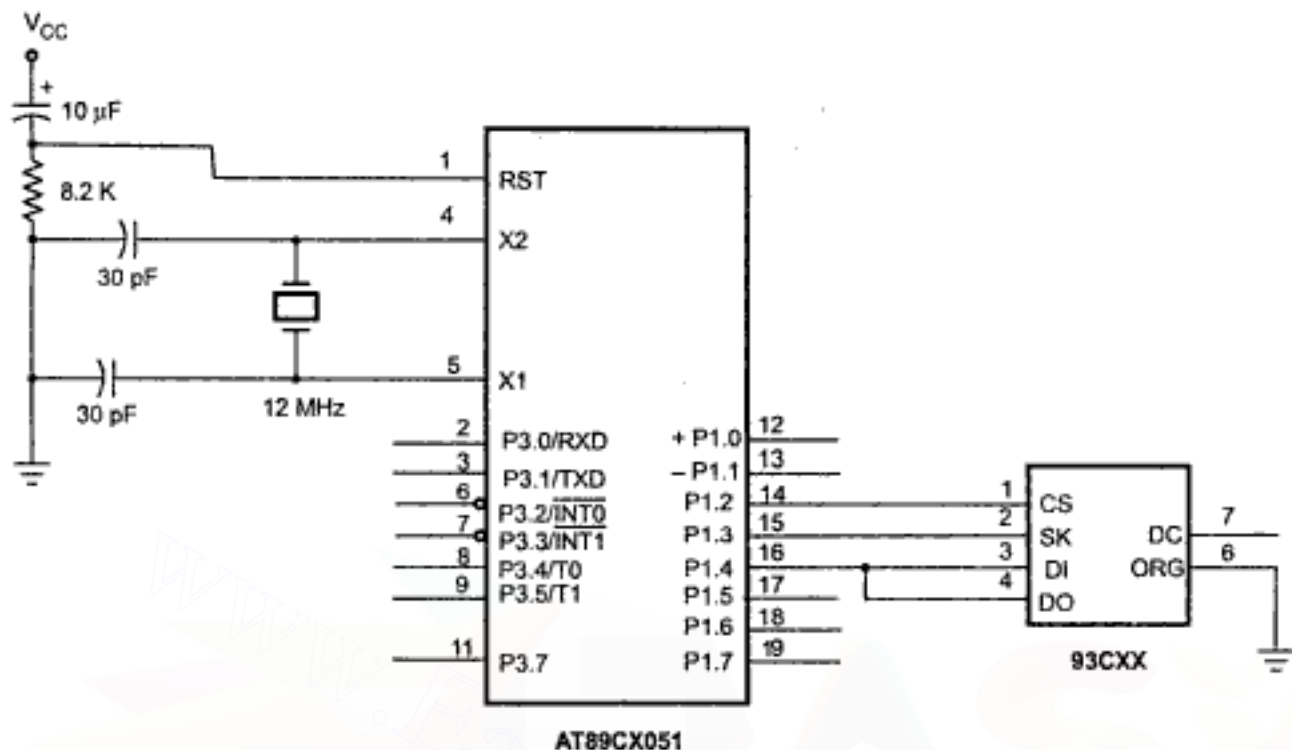 VCC
+
10 μF
8.2 K
30 pF
30 pF
12 MHz
1
RST
4
X2
5
X1
2
P3.0/RXD
3
P3.1/TXD
6
P3.2/INT0
7
P3.3/INT1
8
P3.4/T0
9
P3.5/T1
11
P3.7
+ P1.0
12
– P1.1
13
P1.2
14
P1.3
15
P1.4
16
P1.5
17
P1.6
18
P1.7
19
AT89CX051
1
CS
2
SK
3
DI
4
DO
DC
7
ORG
6
93CXX